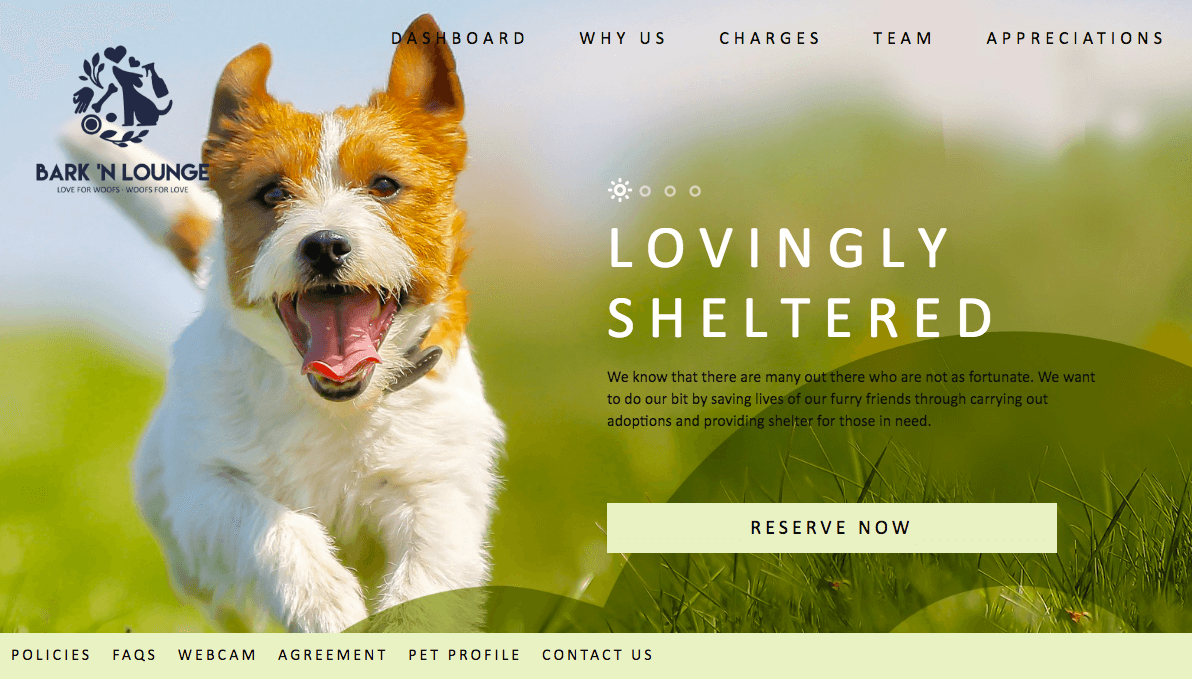 DASHBOARD WHY US CHARGES TEAM APPRECIATIONS
BARK 'N LOUNGE
LOVE FOR WOOFS · WOOFS FOR LOVE
LOVINGLY
SHELTERED
We know that there are many out there who are not as fortunate. We want
to do our bit by saving lives of our furry friends through carrying out
adoptions and providing shelter for those in need.
RESERVE NOW
POLICIES FAQS WEBCAM AGREEMENT PET PROFILE CONTACT US